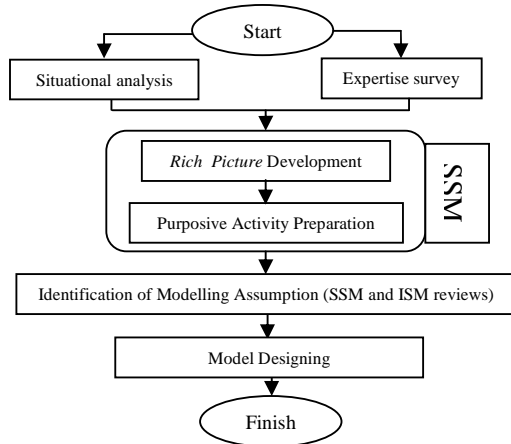 Start
Situational analysis
Expertise survey
Rich Picture Development
SSM
Purposive Activity Preparation
Identification of Modelling Assumption (SSM and ISM reviews)
Model Designing
Finish